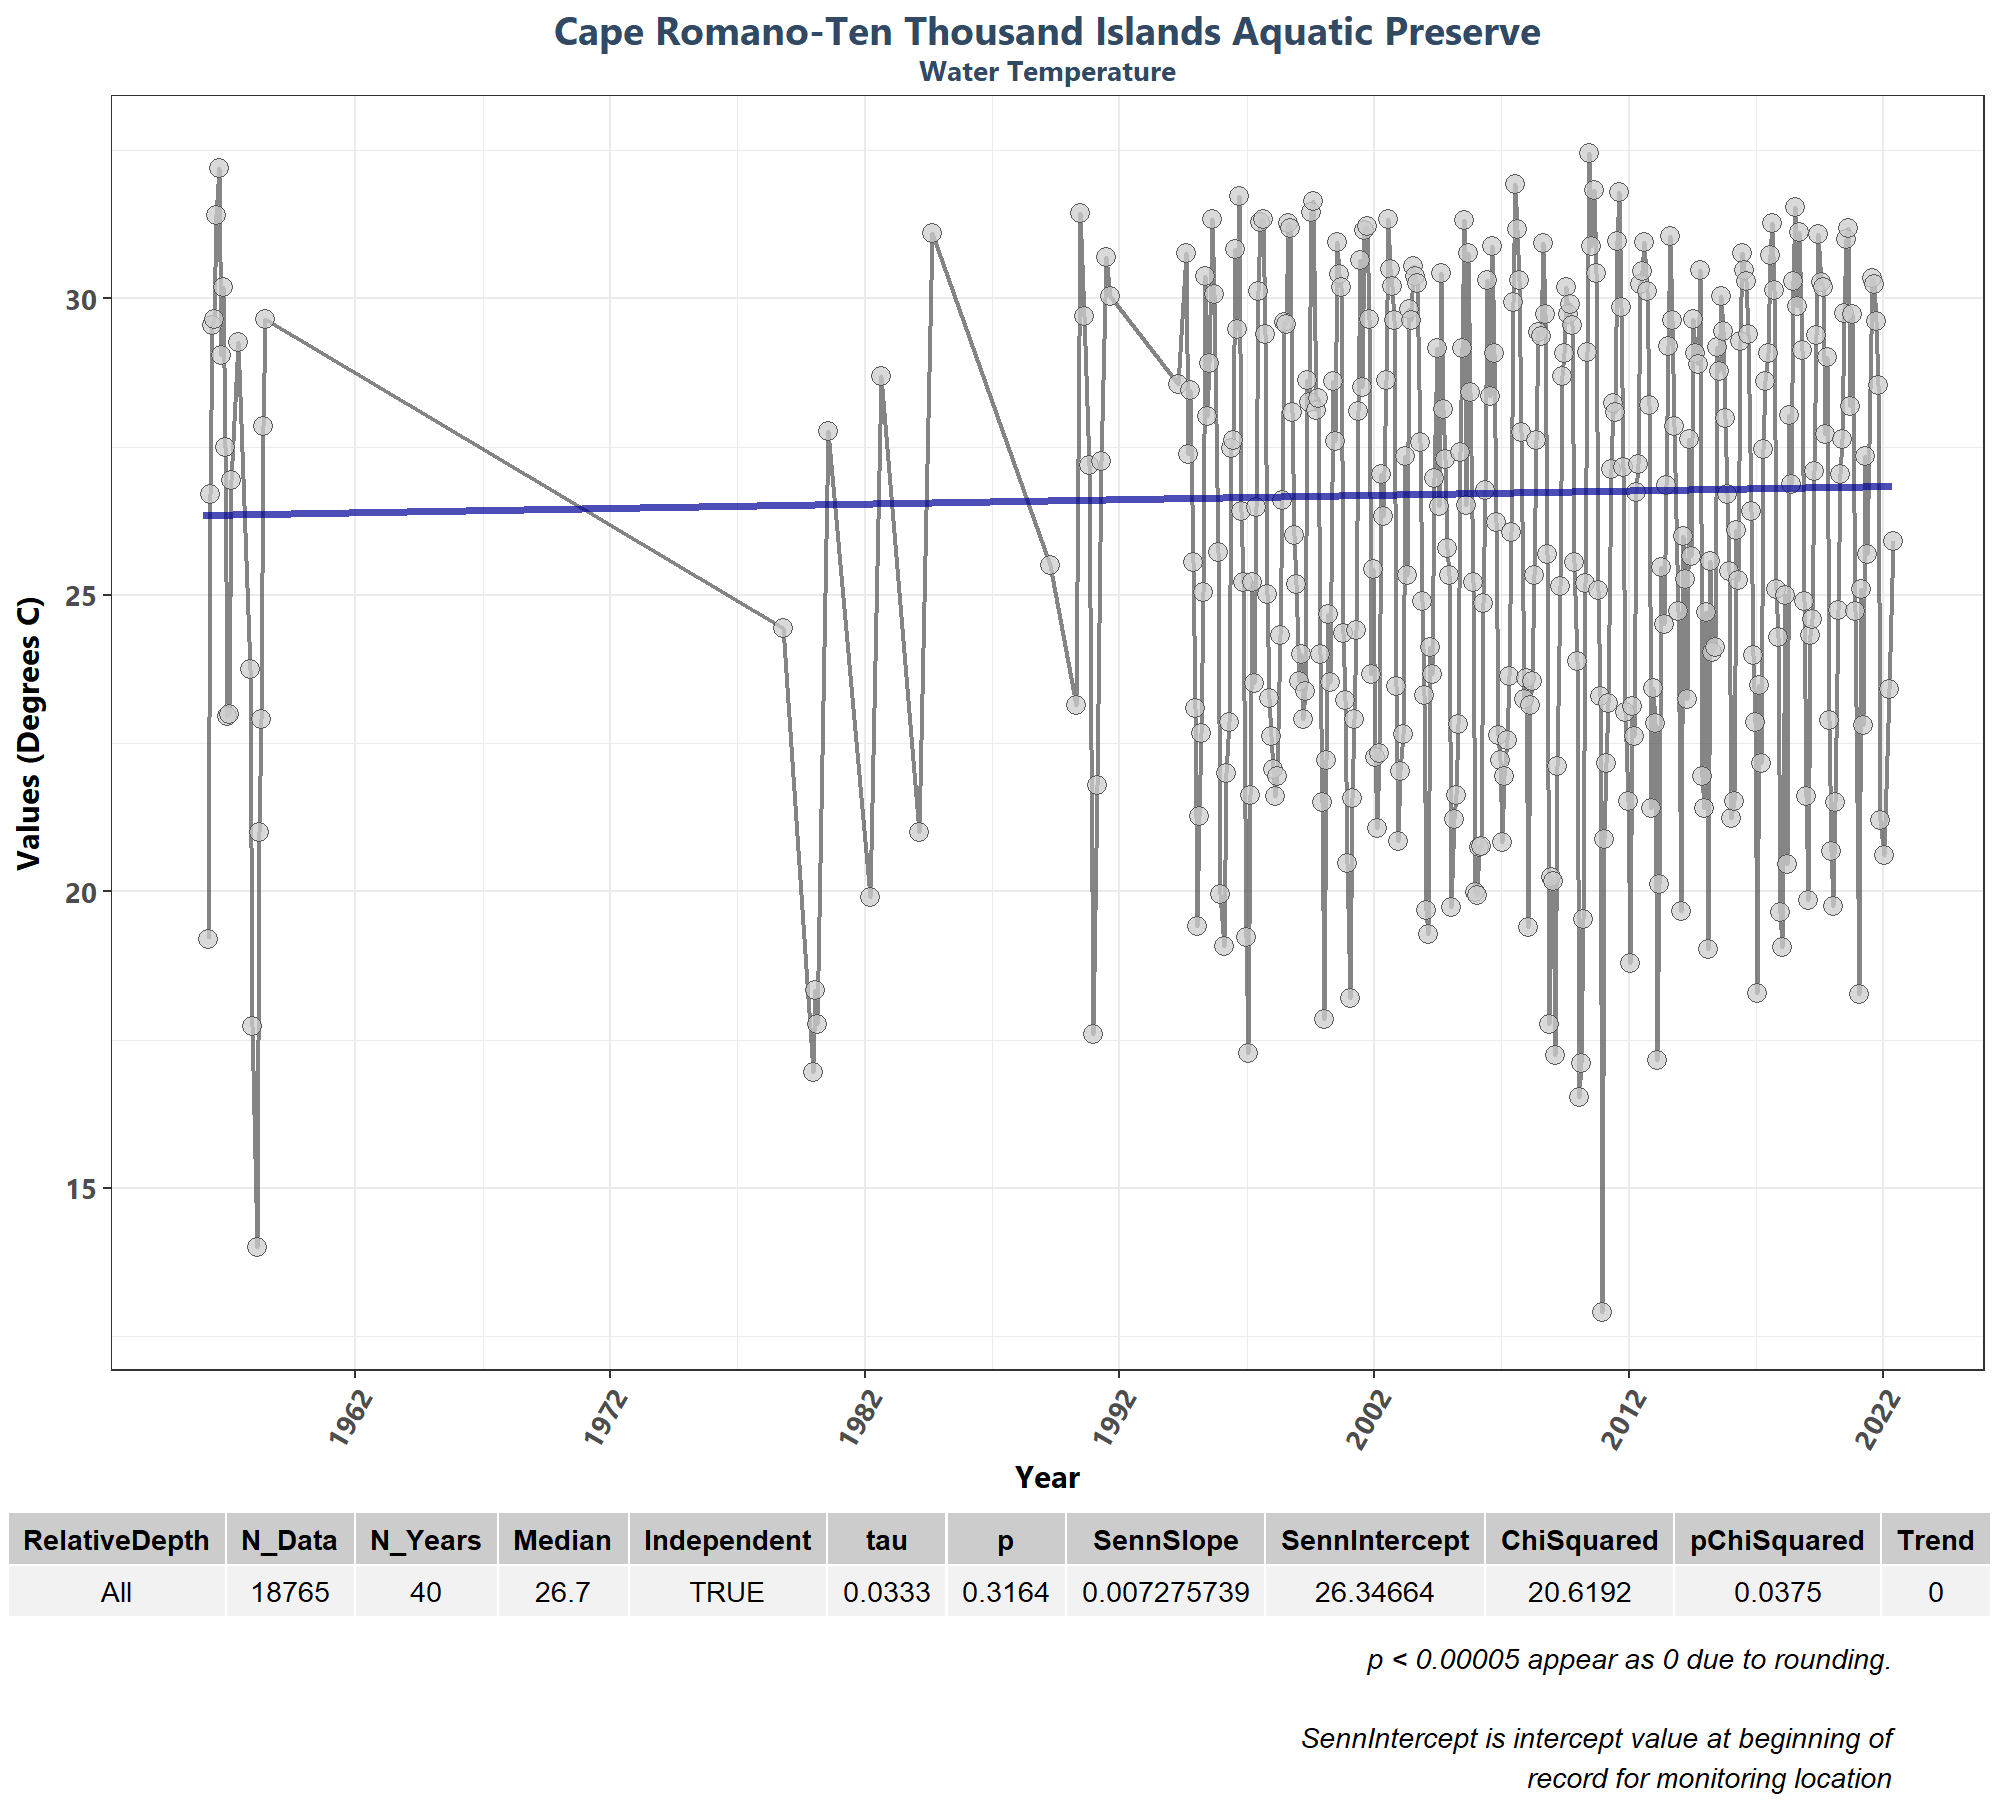 Cape Romano-Ten Thousand Islands Aquatic Preserve
Water Temperature
Values (Degrees C)
30
25
20
15
1962
1972
1982
1992
2002
2012
2022
Year
RelativeDepth N_Data N_Years Median Independent tau p SennSlope SennIntercept ChiSquared pChiSquared Trend
All 18765 40 26.7 TRUE 0.0333 0.3164 0.007275739 26.34664 20.6192 0.0375 0
p < 0.00005 appear as 0 due to rounding.
SennIntercept is intercept value at beginning of
record for monitoring location